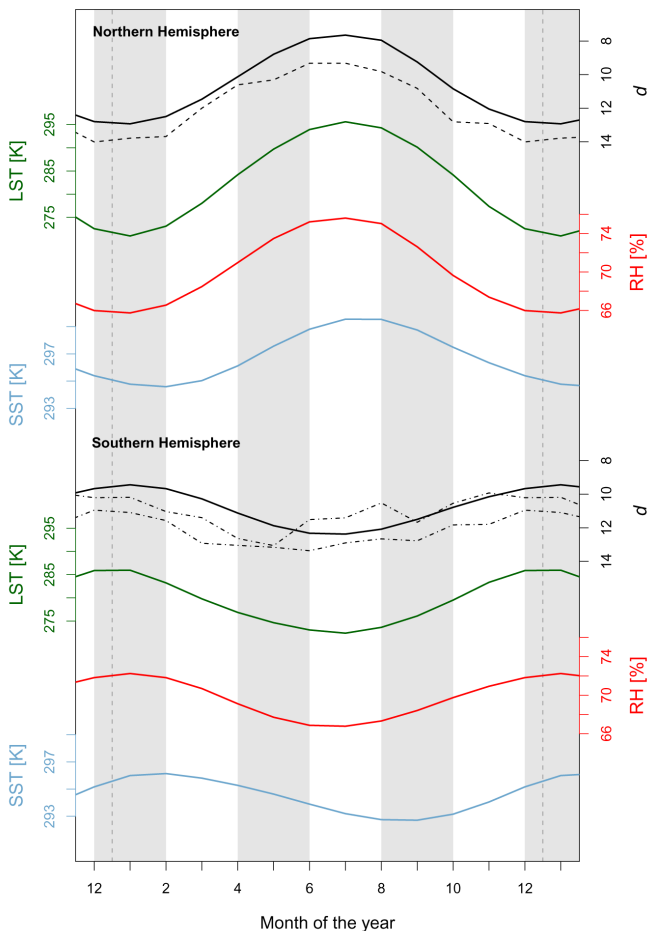 Northern Hemisphere
8
10
12
14
d
295
285
275
LST [K]
74
70
66
RH [%]
297
293
SST [K]
Southern Hemisphere
8
10
12
14
d
295
285
275
LST [K]
74
70
66
RH [%]
297
293
SST [K]
12 2 4 6 8 10 12
Month of the year